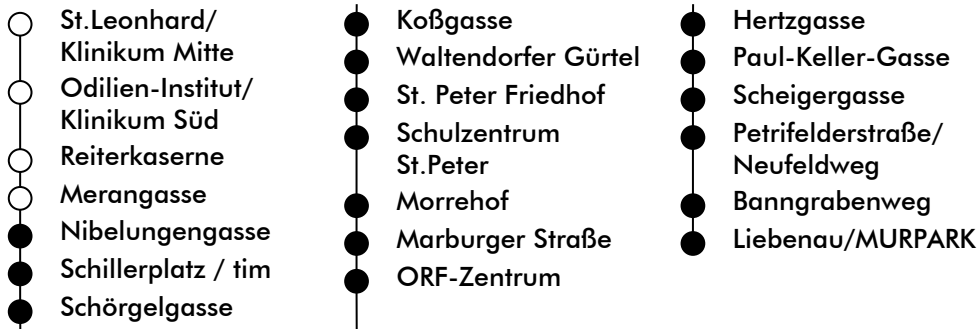 St.Leonhard/
Klinikum Mitte
Odilien-Institut/
Klinikum Süd
Reiterkaserne
Merangasse
Nibelungengasse
Schillerplatz / tim
Schörgelgasse
Koßgasse
Waltendorfer Gürtel
St. Peter Friedhof
Schulzentrum
St.Peter
Morrehof
Marburger Straße
ORF-Zentrum
Hertzgasse
Paul-Keller-Gasse
Scheigergasse
Petrifelderstraße/
Neufeldweg
Banngrabenweg
Liebenau/MURPARK